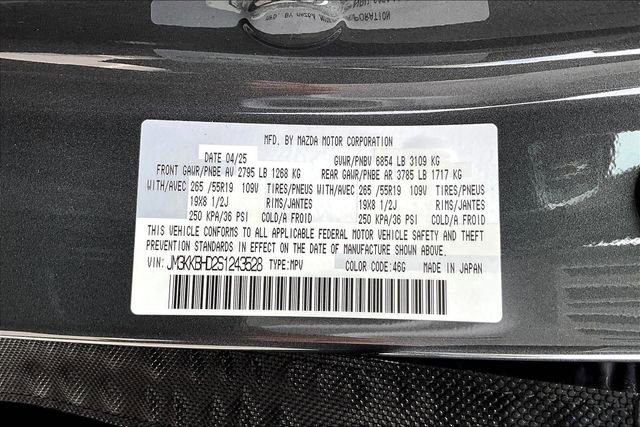 MFD. BY MAZDA MOTOR CORPORATION
DATE 04/25 GVWR/PNBV 6854 LB 3109 KG
FRONT GAWR/PNBE AV 2795 LB 1268 KG REAR GAWR/PNBE AR 3785 LB 1717 KG
WITH/AVEC 265 /55R19 109V TIRES/PNEUS WITH/AVEC 265 /55R19 109V TIRES/PNEUS
19X8 1/2J RIMS/JANTES 19X8 1/2J RIMS/JANTES
250 KPA/36 PSI COLD/A FROID 250 KPA/36 PSI COLD/A FROID
THIS VEHICLE CONFORMS TO ALL APPLICABLE FEDERAL MOTOR VEHICLE SAFETY AND THEFT
PREVENTION STANDARDS IN EFFECT ON THE DATE OF MANUFACTURE SHOWN ABOVE.
VIN: JM3KKBHD2S1243528 TYPE:MPV COLOR CODE:46G MADE IN JAPAN